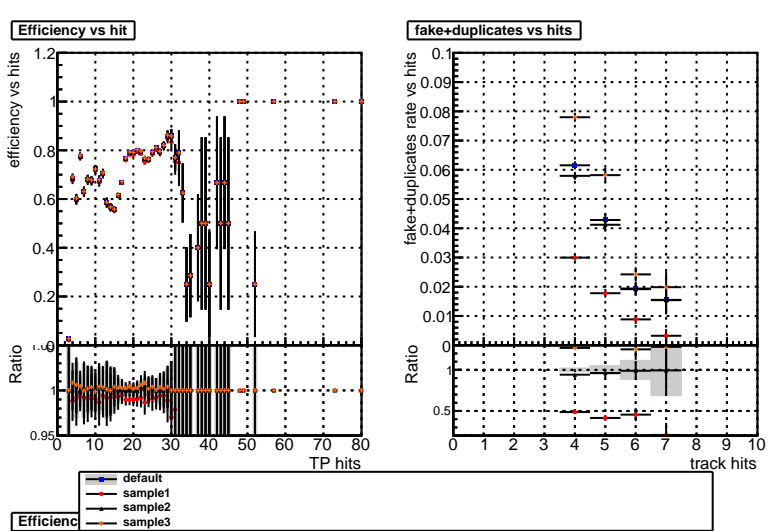 Efficiency vs hit
efficiency vs hits
1.2
1
0.8
0.6
0.4
0.2
Ratio
1
0.95
0 10 20 30 40 50 60 70 80
TP hits
fake+duplicates vs hits
fake+duplicates rate vs hits
0.1
0.09
0.08
0.07
0.06
0.05
0.04
0.03
0.02
0.01
0
Ratio
1
0.5
0 1 2 3 4 5 6 7 8 9 10
track hits
default
sample1
sample2
sample3
Efficienc